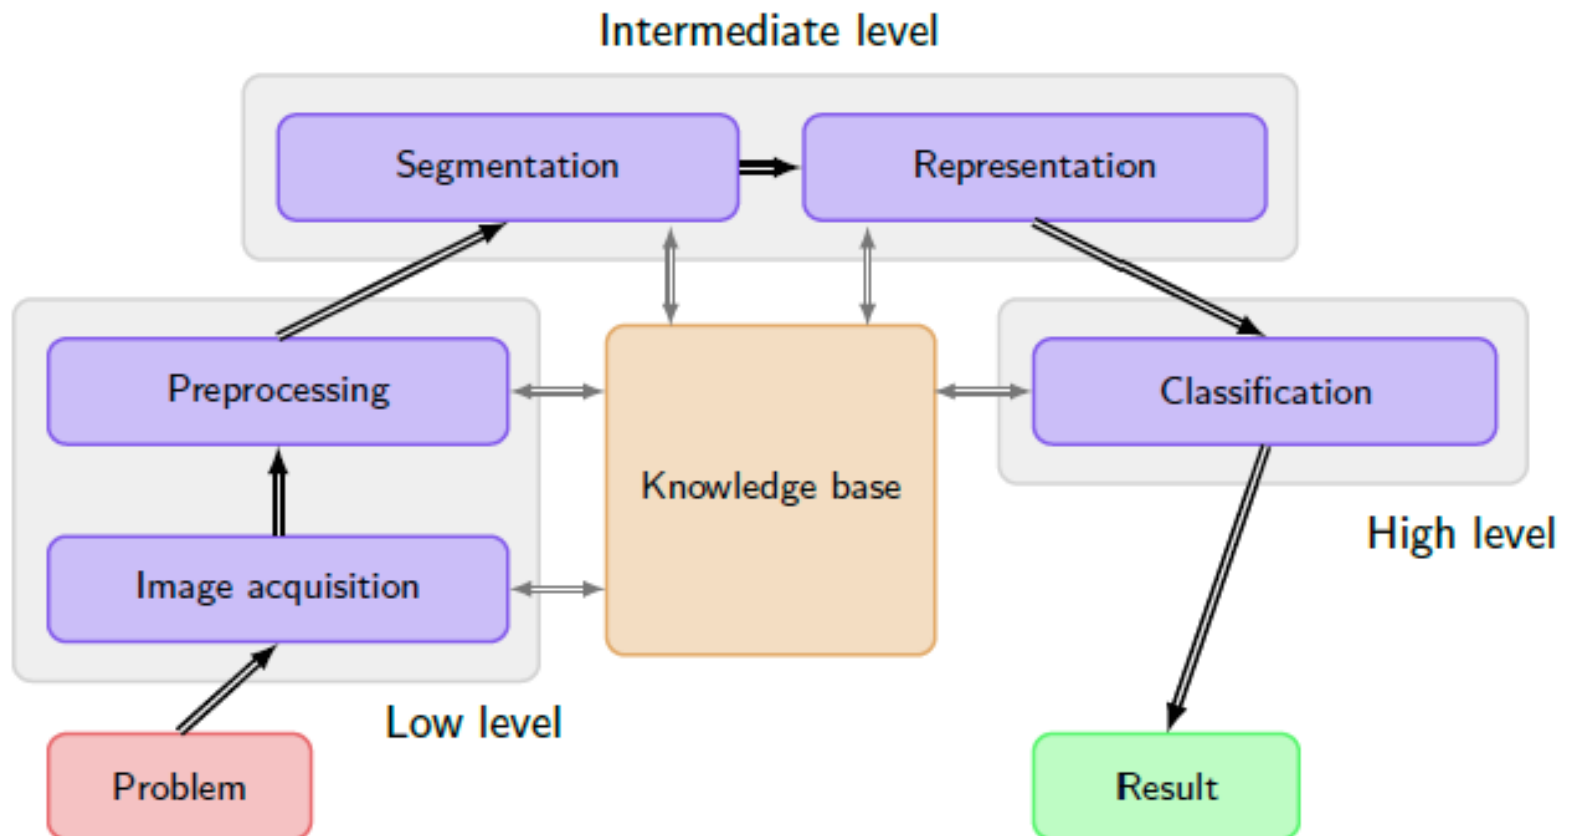 Intermediate level
Segmentation
Representation
Preprocessing
Classification
Knowledge base
High level
Image acquisition
Low level
Problem
Result